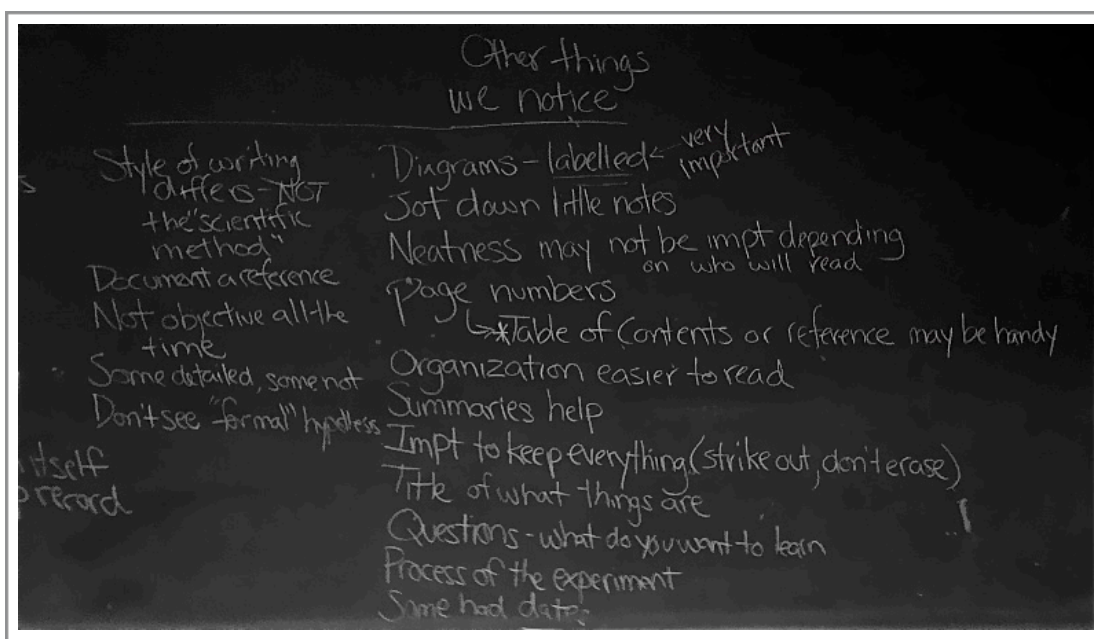 Other things
we notice
Style of writing
differs - NOT
the "scientific
method"
Document a reference
Not objective all the
time
Some detailed, some not
Don't see "formal"
itself
record
Diagrams - labelled ← very
important
Jot down little notes
Neatness may not be impt depending
on who will read
page numbers
↳ *Table of Contents or reference may be handy
Organization easier to read
Summaries help
Impt to keep everything (strike out, don't erase)
Title of what things are
Questions - what do you want to learn
Process of the experiment
Some had dates